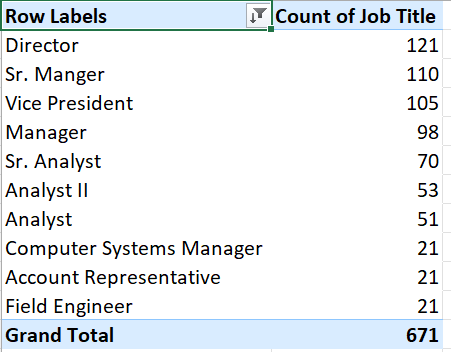 Row Labels Count of Job Title
Director 121
Sr. Manger 110
Vice President 105
Manager 98
Sr. Analyst 70
Analyst II 53
Analyst 51
Computer Systems Manager 21
Account Representative 21
Field Engineer 21
Grand Total 671